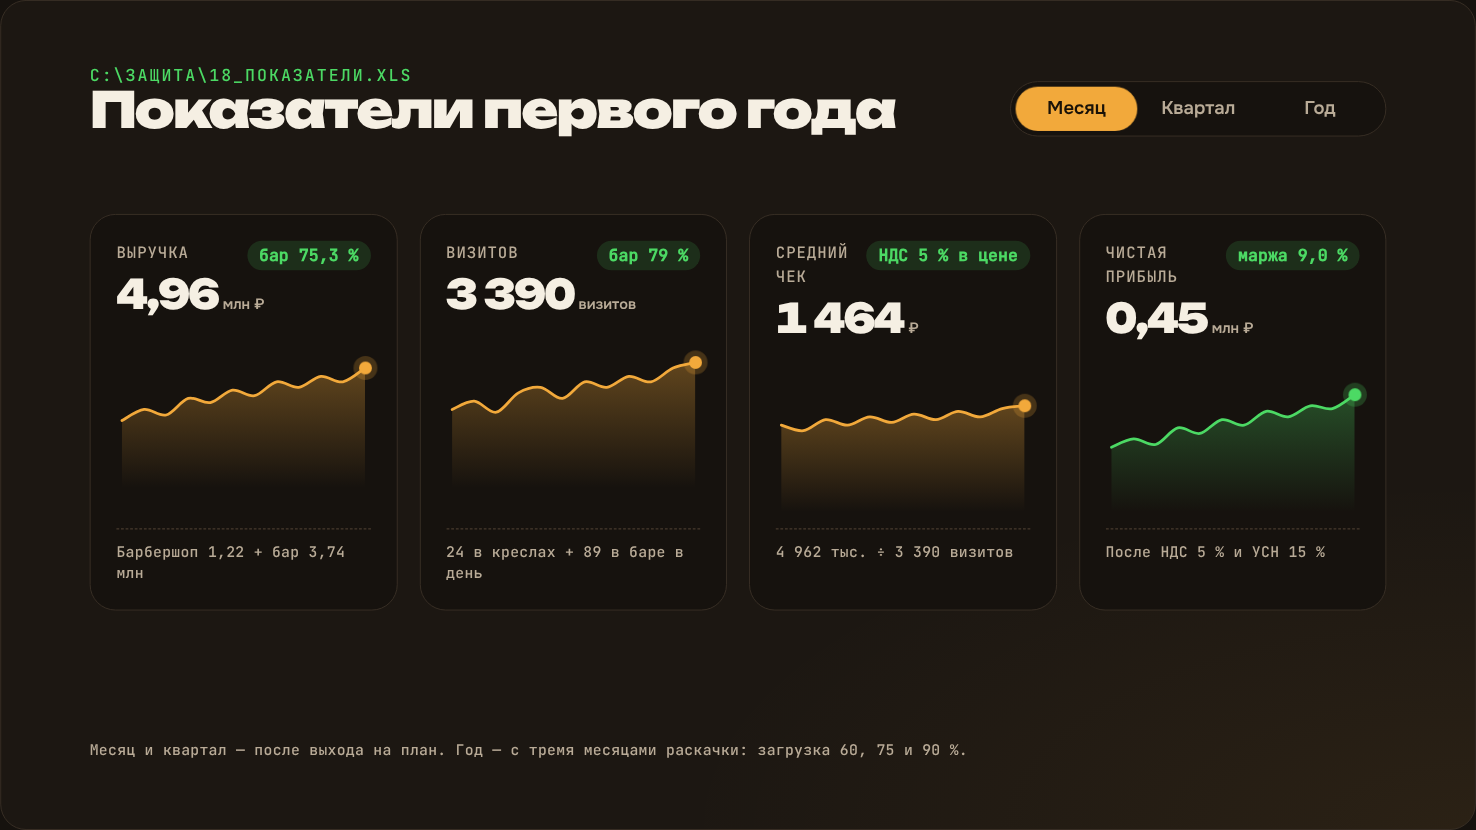 C:\ЗАЩИТА\18_ПОКАЗАТЕЛИ.XLS
Показатели первого года
Месяц
Квартал
Год
ВЫРУЧКА
бар 75,3 %
4,96 млн ₽
Барбершоп 1,22 + бар 3,74
млн
ВИЗИТОВ
бар 79 %
3 390 визитов
24 в креслах + 89 в баре в
день
СРЕДНИЙ
ЧЕК
НДС 5 % в цене
1 464 ₽
4 962 тыс. ÷ 3 390 визитов
ЧИСТАЯ
ПРИБЫЛЬ
маржа 9,0 %
0,45 млн ₽
После НДС 5 % и УСН 15 %
Месяц и квартал — после выхода на план. Год — с тремя месяцами раскачки: загрузка 60, 75 и 90 %.